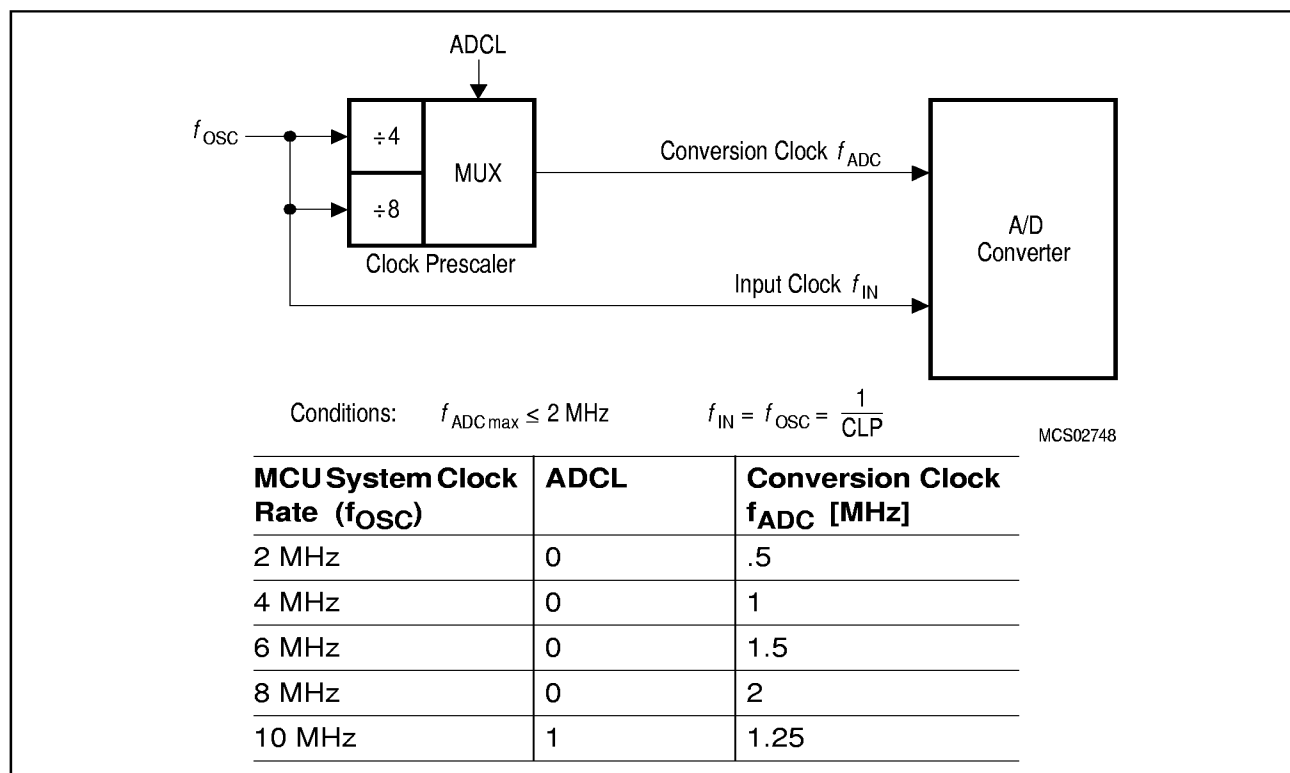 ADCL
f OSC
÷4
MUX
÷8
Clock Prescaler
Conversion Clock f ADC
A/D
Converter
Input Clock f IN
Conditions: f ADC max ≤ 2 MHz f IN = f OSC = 1 / CLP
MCS02748
MCU System Clock Rate (fOSC) | ADCL | Conversion Clock fADC [MHz]
2 MHz | 0 | .5
4 MHz | 0 | 1
6 MHz | 0 | 1.5
8 MHz | 0 | 2
10 MHz | 1 | 1.25